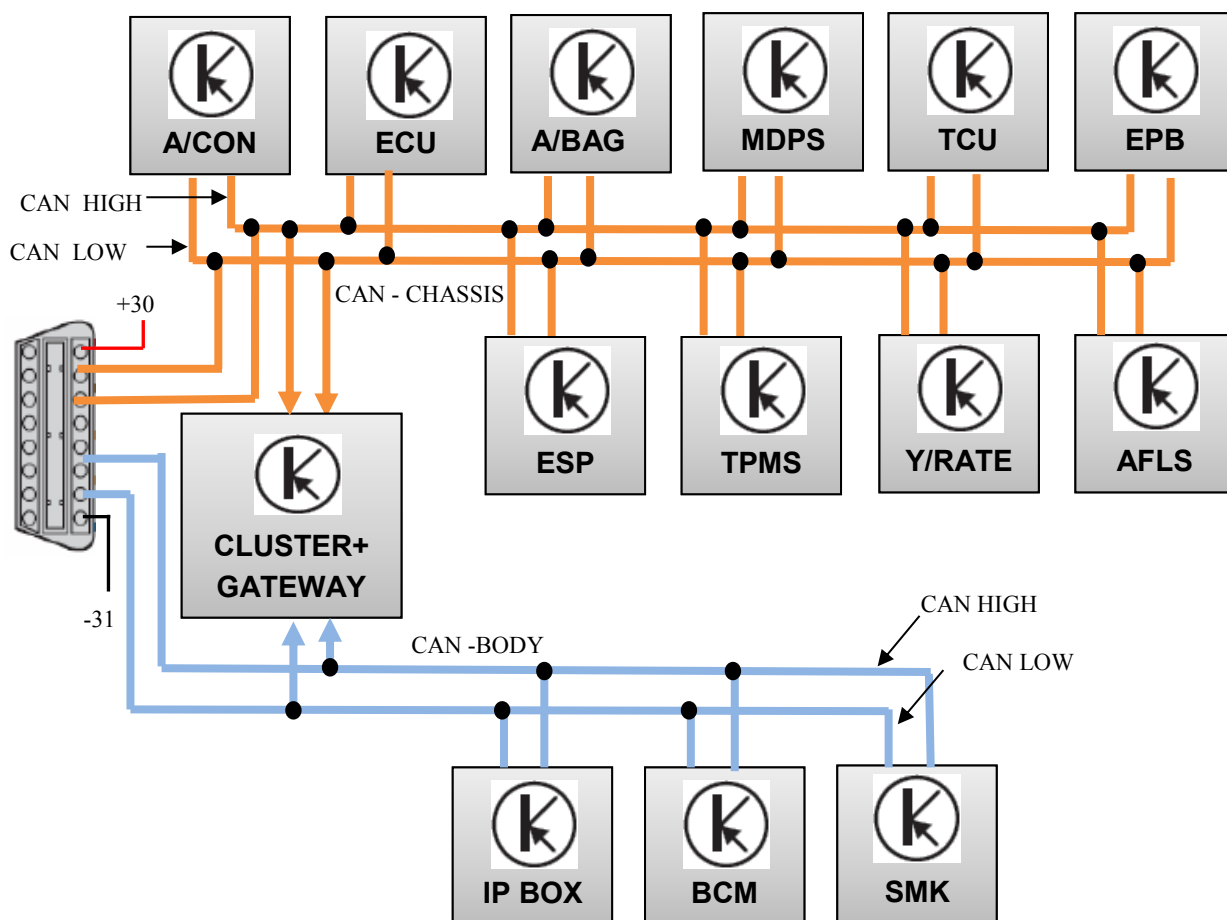 A/CON
ECU
A/BAG
MDPS
TCU
EPB
CAN HIGH
CAN LOW
CAN - CHASSIS
+30
ESP
TPMS
Y/RATE
AFLS
CLUSTER+
GATEWAY
-31
CAN HIGH
CAN -BODY
CAN LOW
IP BOX
BCM
SMK